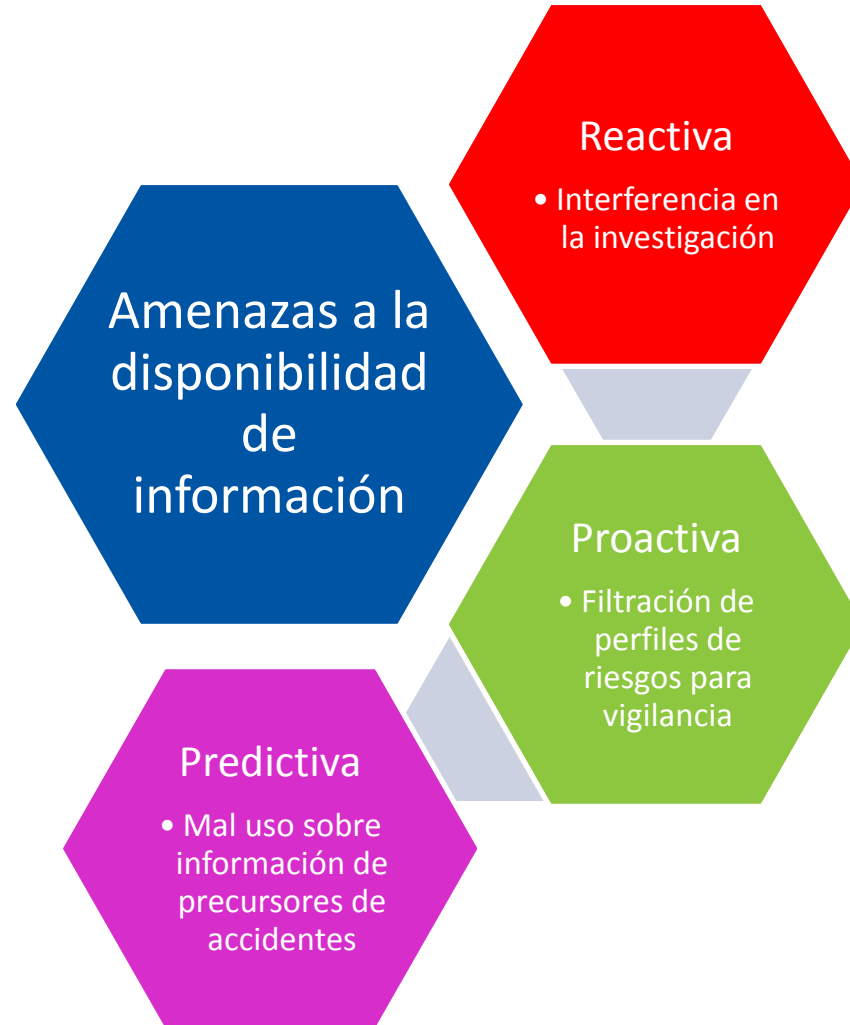 Amenazas a la
disponibilidad
de
información
Reactiva
• Interferencia en
la investigación
Proactiva
• Filtración de
perfiles de
riesgos para
vigilancia
Predictiva
• Mal uso sobre
información de
precursores de
accidentes